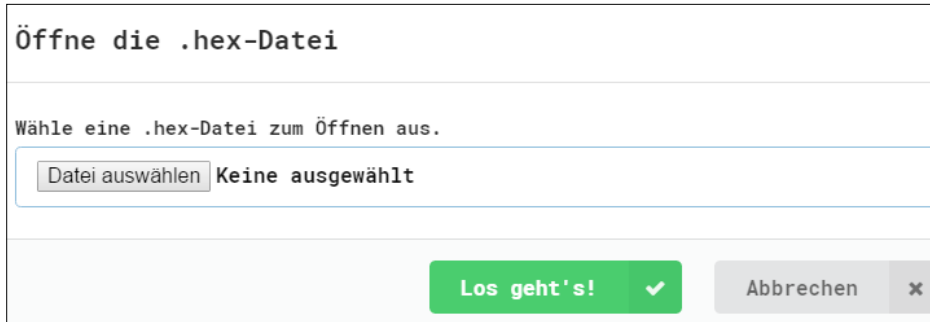 Öffne die .hex-Datei
Wähle eine .hex-Datei zum Öffnen aus.
Datei auswählen Keine ausgewählt
Los geht's! Abbrechen